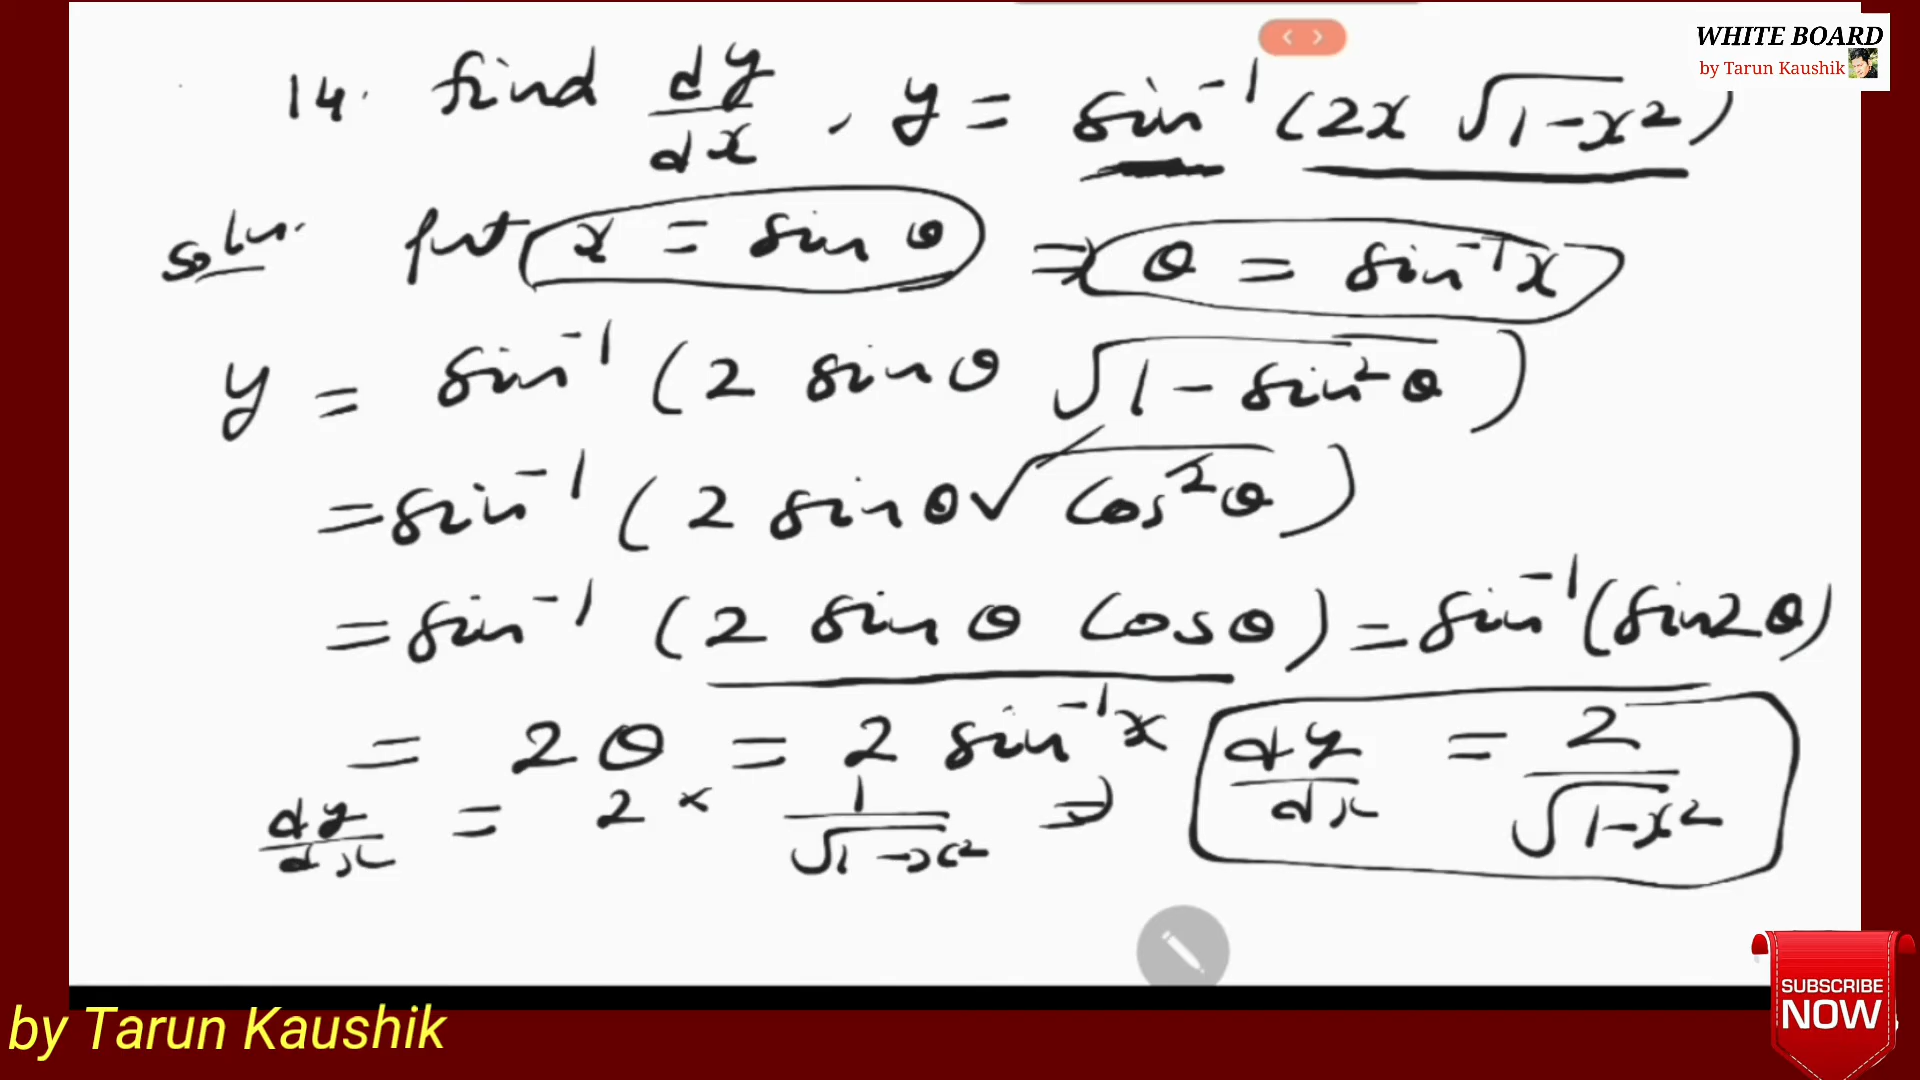 WHITE BOARD
by Tarun Kaushik
14. find dy/dx, y = sin⁻¹ (2x √1-x²)
soln. put x = sin θ ⇒ θ = sin⁻¹x
y = sin⁻¹ (2 sinθ √1 - sin²θ)
= sin⁻¹ (2 sinθ √cos²θ)
= sin⁻¹ (2 sinθ cosθ) = sin⁻¹(sin2θ)
= 2θ = 2 sin⁻¹x
dy/dx = 2 × 1/√1-x² ⇒ dy/dx = 2/√1-x²
by Tarun Kaushik
SUBSCRIBE
NOW